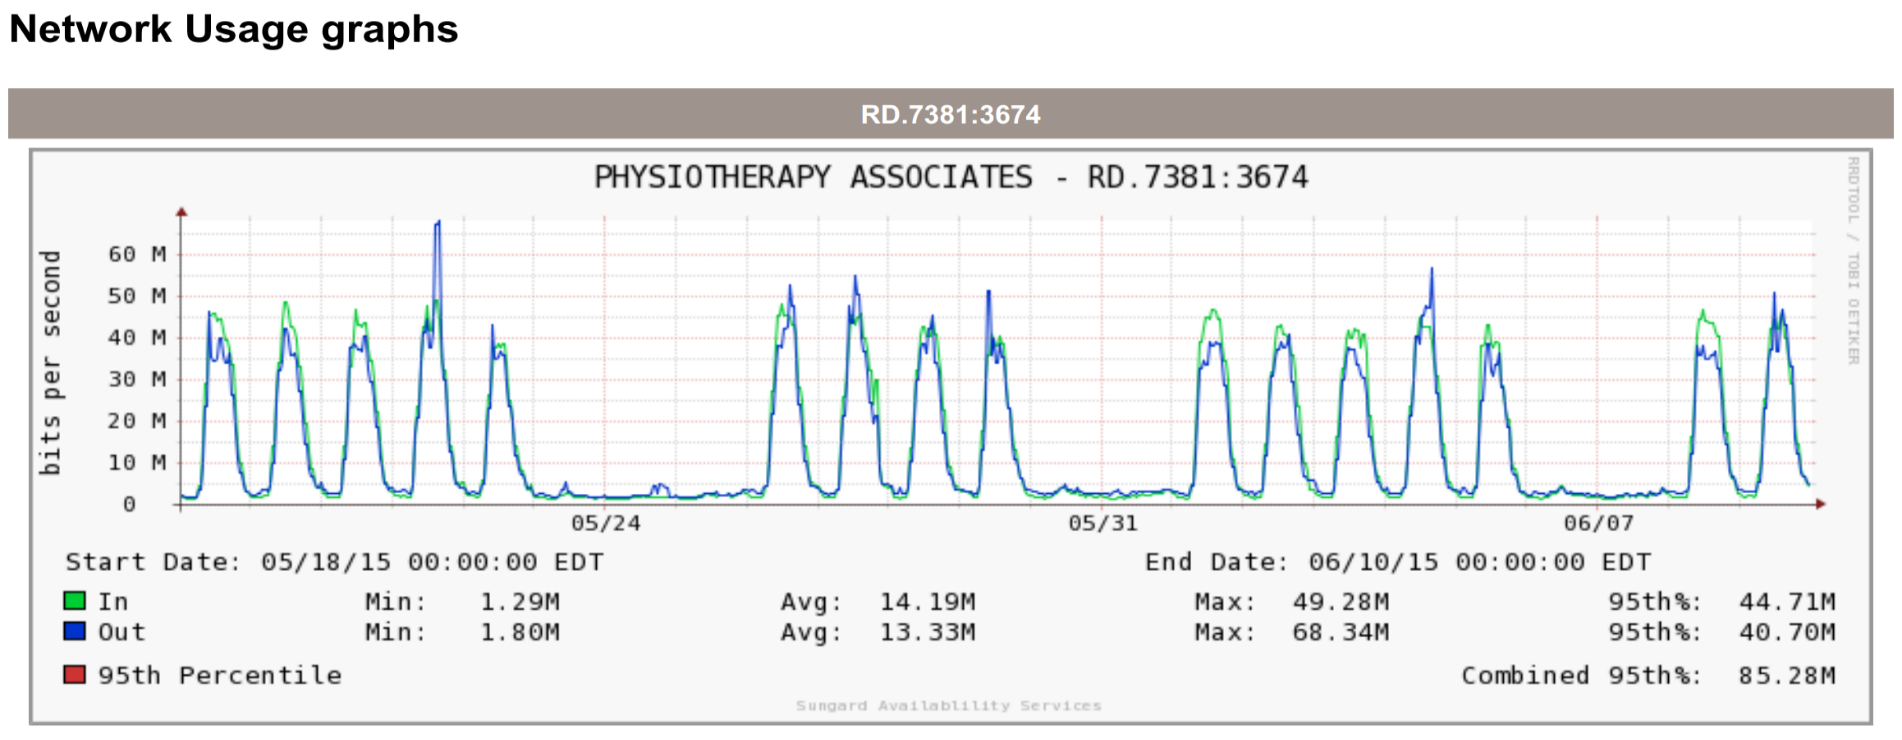 Network Usage graphs
RD.7381:3674
PHYSIOTHERAPY ASSOCIATES - RD.7381:3674
RRDTOOL / TOBI OETIKER
bits per second
60 M
50 M
40 M
30 M
20 M
10 M
0
05/24 05/31 06/07
Start Date: 05/18/15 00:00:00 EDT End Date: 06/10/15 00:00:00 EDT
In Min: 1.29M Avg: 14.19M Max: 49.28M 95th%: 44.71M
Out Min: 1.80M Avg: 13.33M Max: 68.34M 95th%: 40.70M
95th Percentile Combined 95th%: 85.28M
Sungard Availablility Services